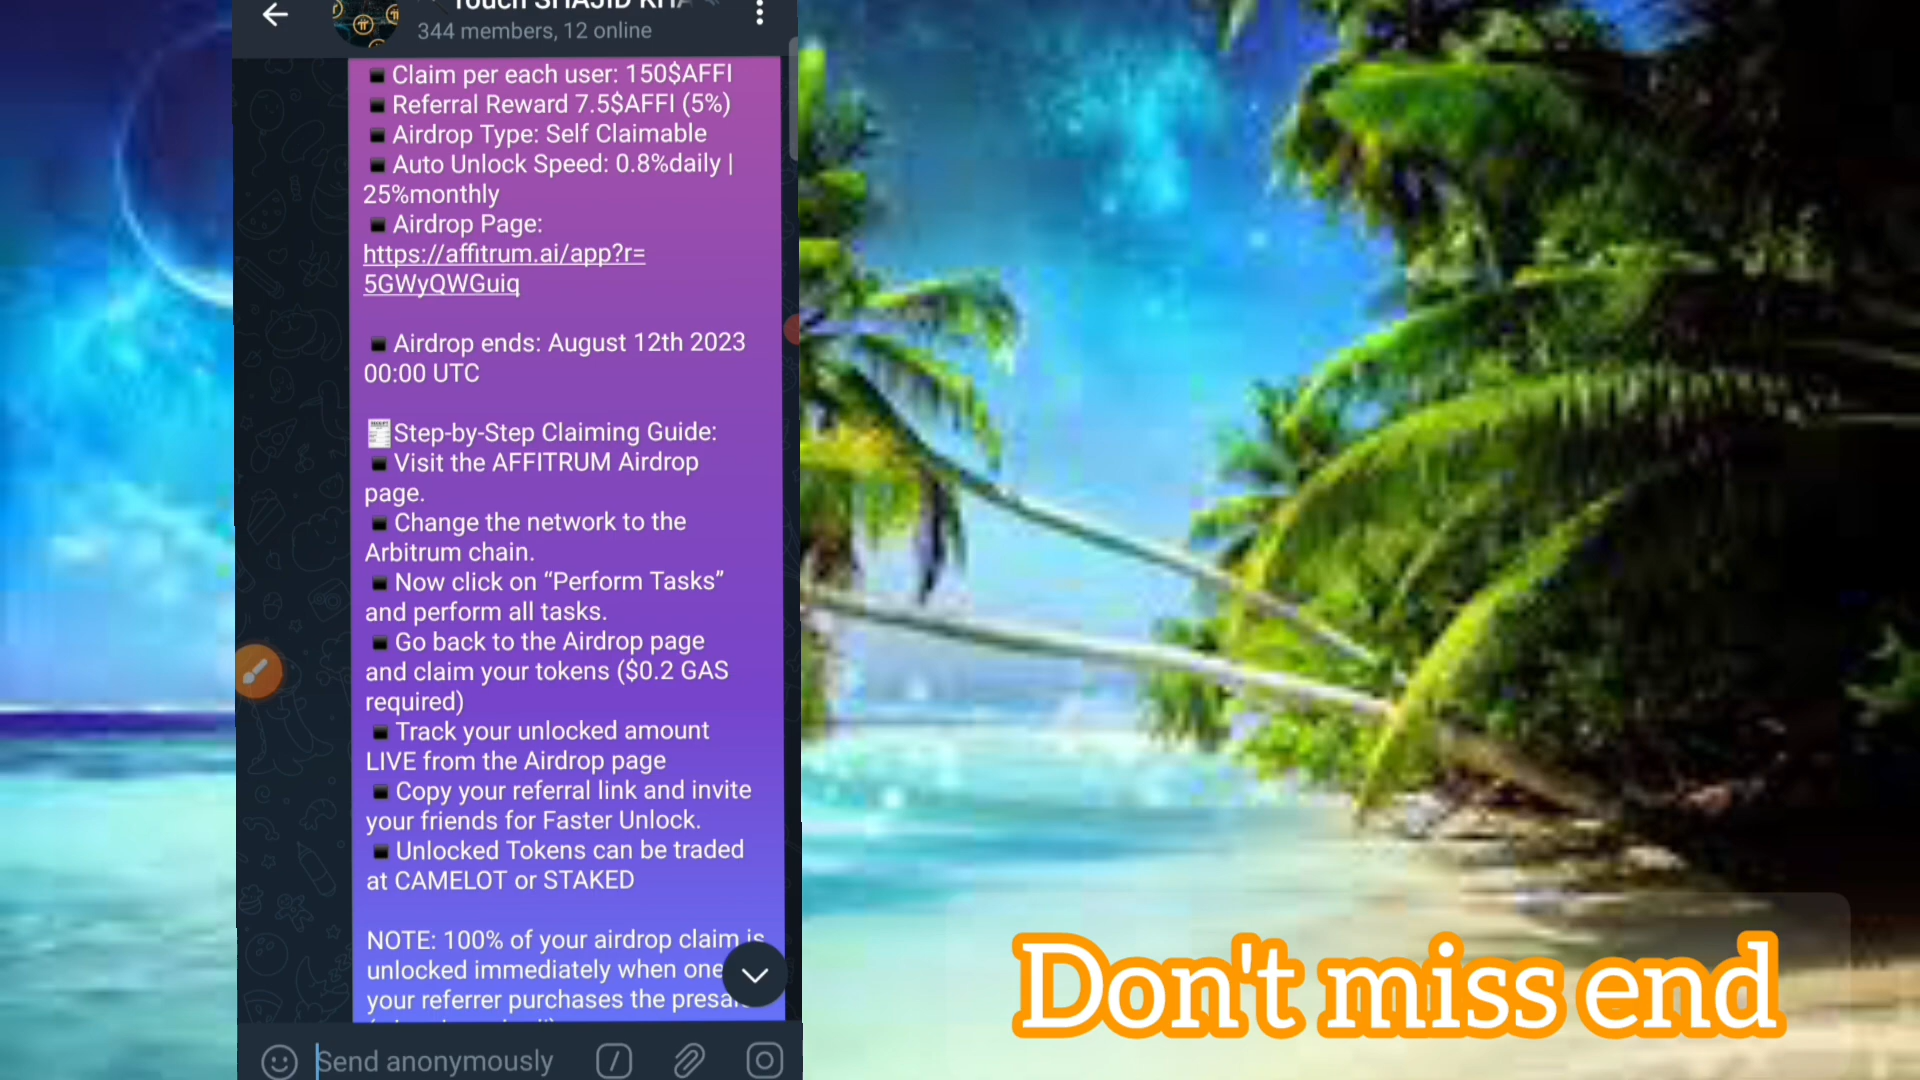 Touch SHAJID KHA
344 members, 12 online
▪ Claim per each user: 150$AFFI
▪ Referral Reward 7.5$AFFI (5%)
▪ Airdrop Type: Self Claimable
▪ Auto Unlock Speed: 0.8%daily |
25%monthly
▪ Airdrop Page:
https://affitrum.ai/app?r=
5GWyQWGuiq
▪ Airdrop ends: August 12th 2023
00:00 UTC
Step-by-Step Claiming Guide:
▪ Visit the AFFITRUM Airdrop
page.
▪ Change the network to the
Arbitrum chain.
▪ Now click on “Perform Tasks”
and perform all tasks.
▪ Go back to the Airdrop page
and claim your tokens ($0.2 GAS
required)
▪ Track your unlocked amount
LIVE from the Airdrop page
▪ Copy your referral link and invite
your friends for Faster Unlock.
▪ Unlocked Tokens can be traded
at CAMELOT or STAKED
NOTE: 100% of your airdrop claim is
unlocked immediately when one
your referrer purchases the presa
Send anonymously
Don't miss end